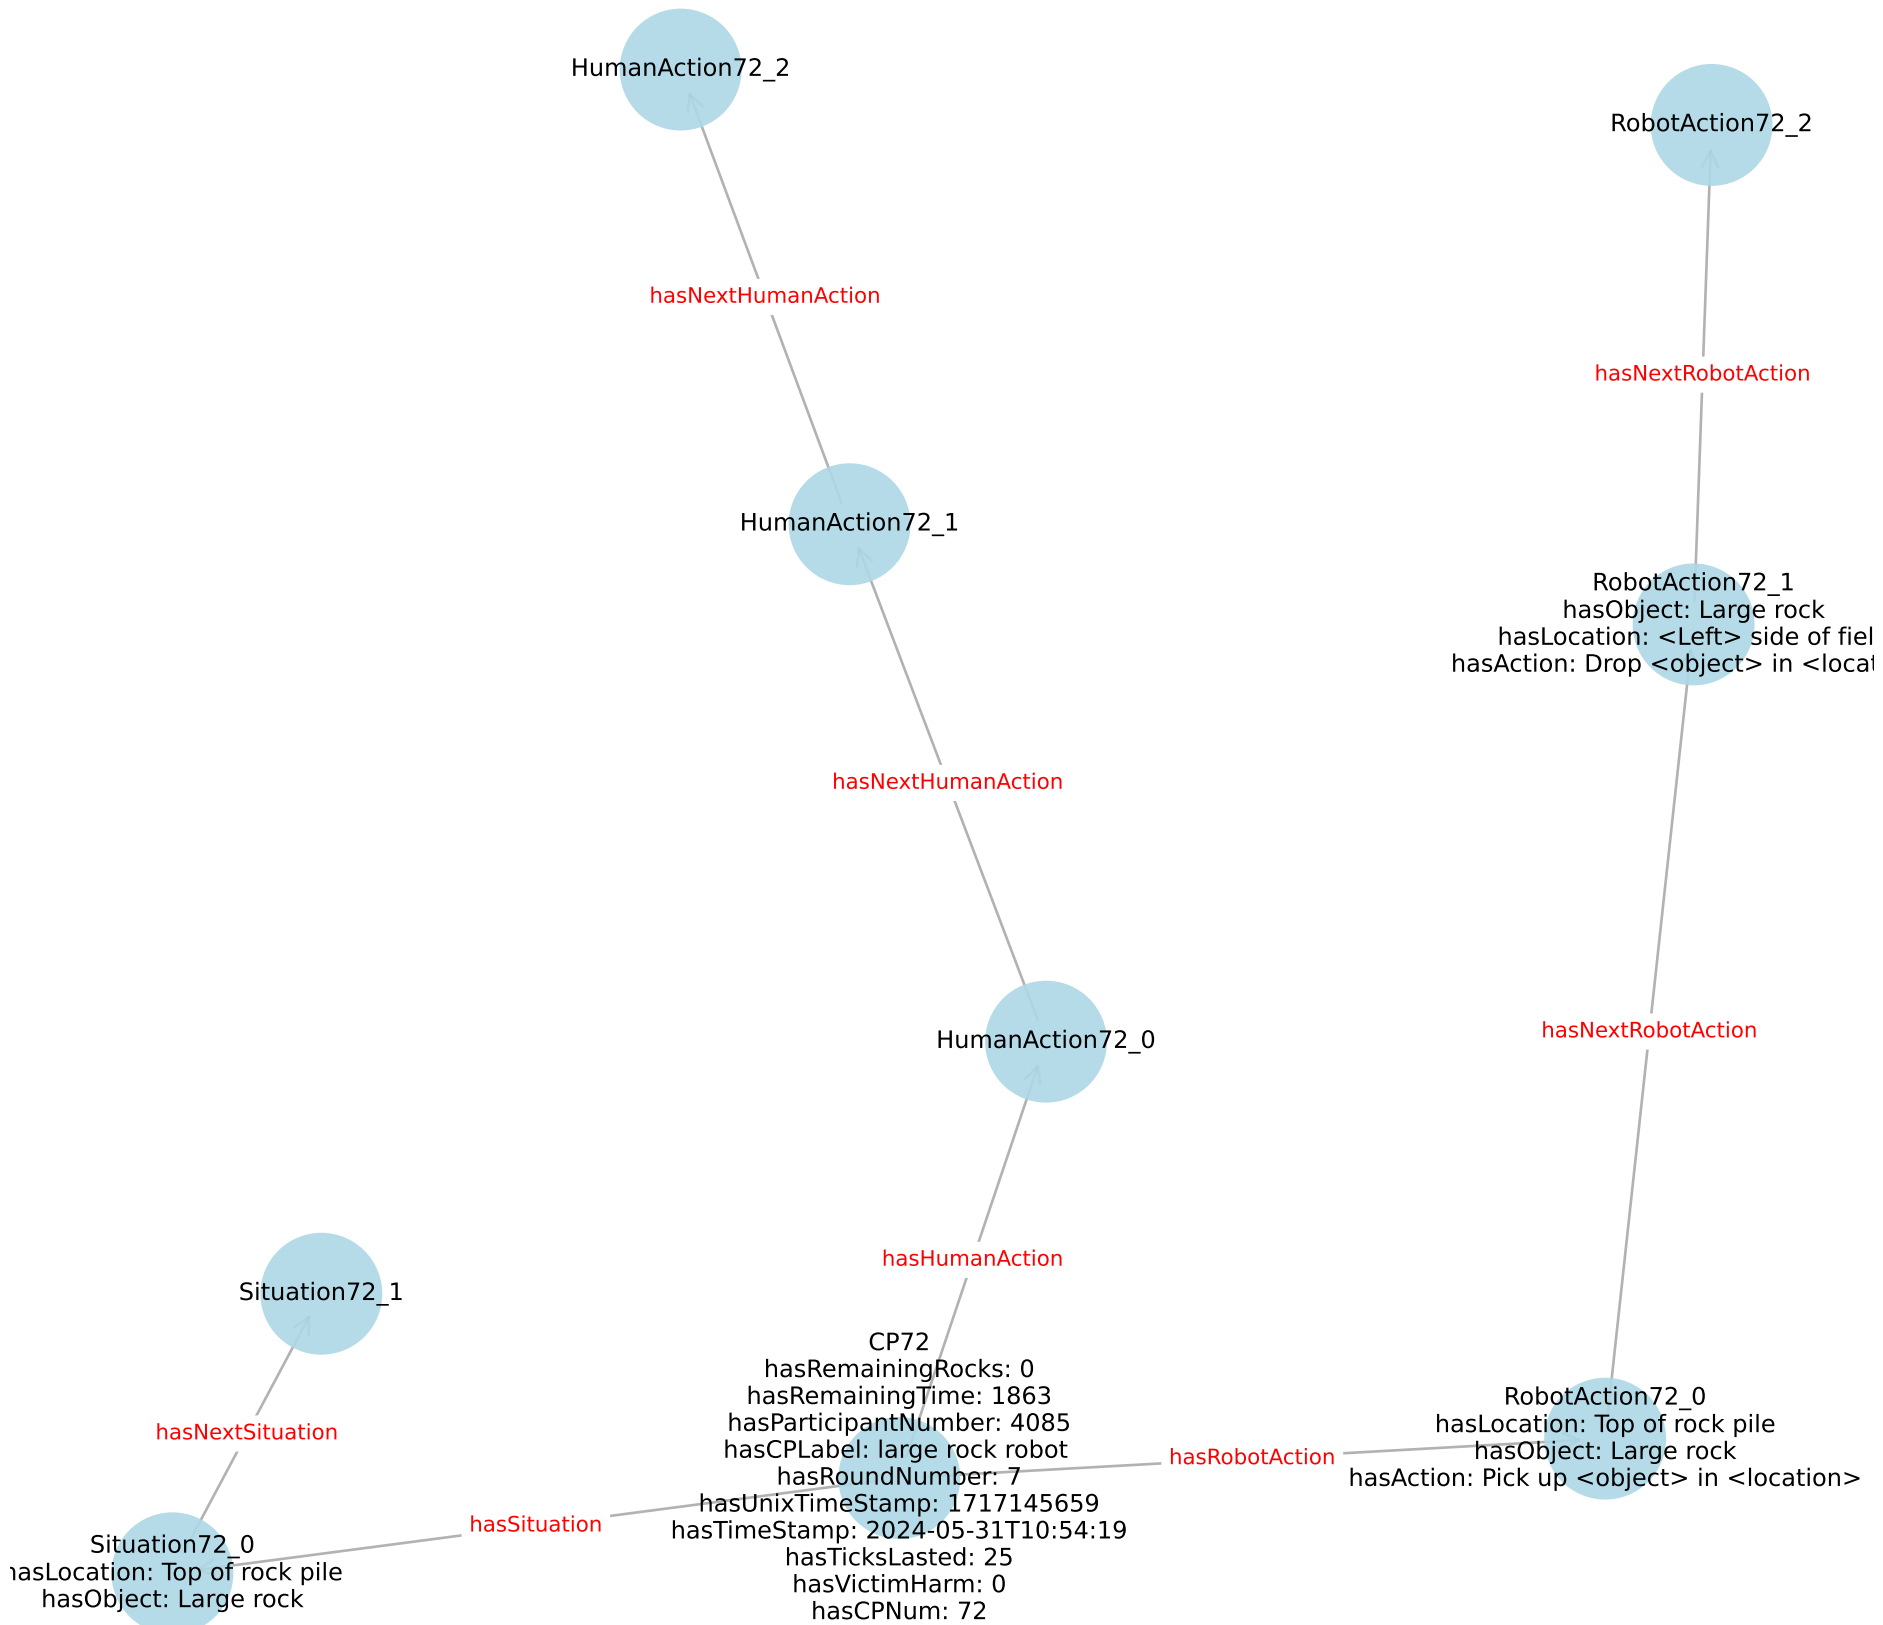 HumanAction72_2
RobotAction72_2
hasNextHumanAction
hasNextRobotAction
HumanAction72_1
RobotAction72_1
hasObject: Large rock
hasLocation: <Left> side of
hasAction: Drop <object> in
hasNextHumanAction
hasNextRobotAction
HumanAction72_0
hasHumanAction
Situation72_1
hasNextSituation
CP72
hasRemainingRocks: 0
hasRemainingTime: 1863
hasParticipantNumber: 4085
hasCPLabel: large rock robot
hasRoundNumber: 7
hasUnixTimeStamp: 1717145659
hasTimeStamp: 2024-05-31T10:54:19
hasTicksLasted: 25
hasVictimHarm: 0
hasCPNum: 72
hasRobotAction
RobotAction72_0
hasLocation: Top of rock pile
hasObject: Large rock
hasAction: Pick up <object> in <location>
hasSituation
Situation72_0
hasLocation: Top of rock pile
hasObject: Large rock